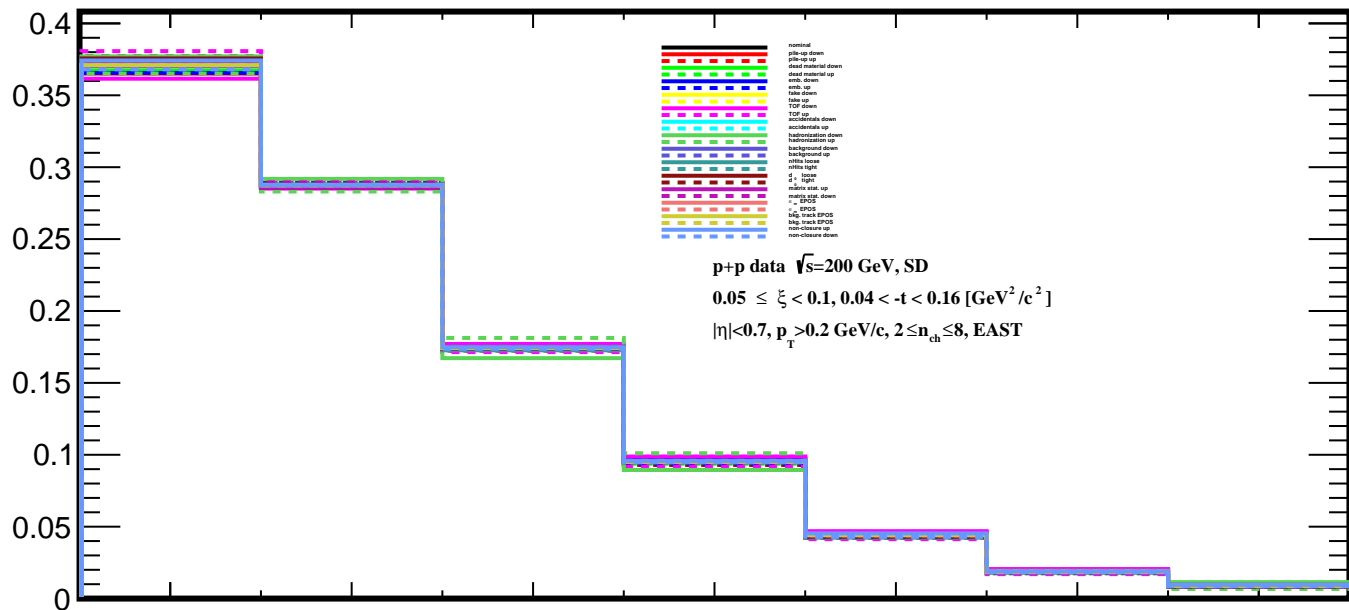 0.4
0.35
0.3
0.25
0.2
0.15
0.1
0.05
0
nominal
pile-up down
pile-up up
dead material down
dead material up
emb. down
emb. up
fake down
fake up
TOF down
TOF up
accidentals down
accidentals up
hadronization down
hadronization up
background down
background up
nHits loose
nHits tight
d0 loose
d0 tight
matrix stat. up
matrix stat. down
EPOS
EPOS
bkg. track EPOS
bkg. track EPOS
non-closure up
non-closure down
p+p data √s=200 GeV, SD
0.05 ≤ ξ < 0.1, 0.04 < -t < 0.16 [GeV²/c²]
|η|<0.7, p_T>0.2 GeV/c, 2≤n_ch≤8, EAST